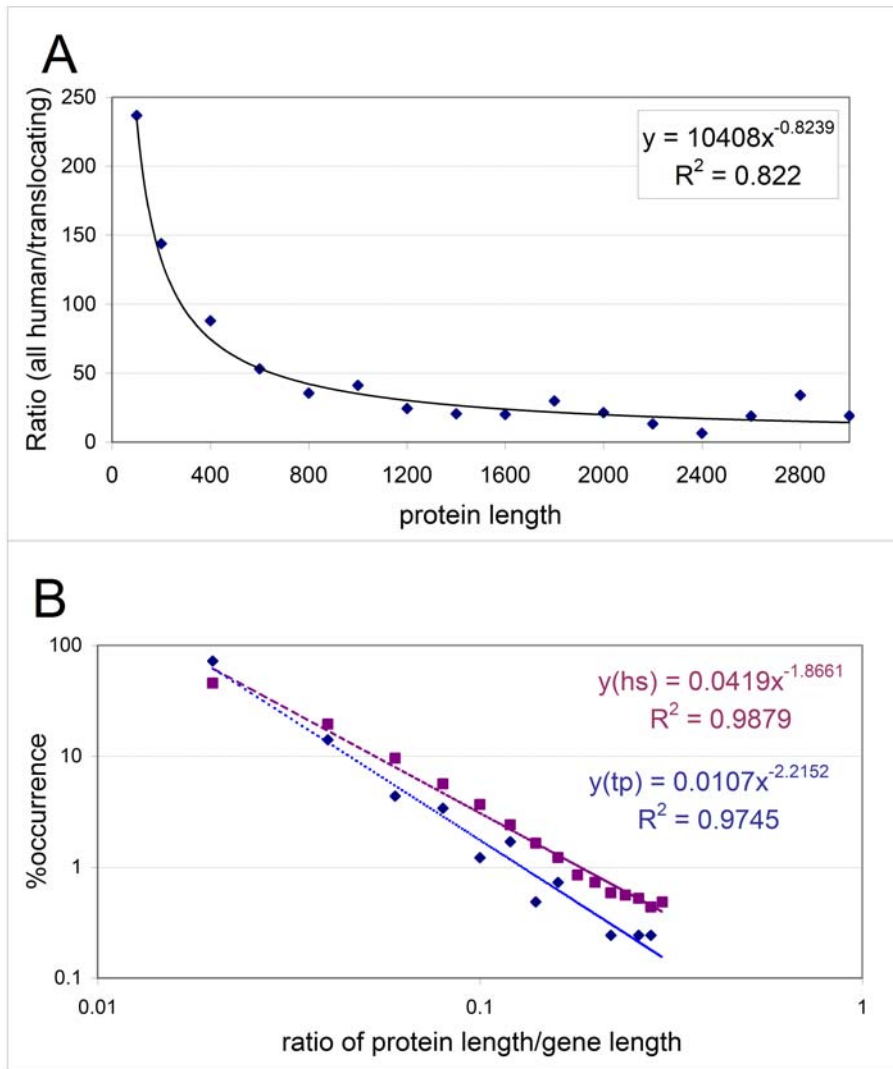 A
Ratio (all human/translocating)
250
200
150
100
50
0
y = 10408x^-0.8239
R² = 0.822
0 400 800 1200 1600 2000 2400 2800
protein length
B
%occurrence
100
10
1
0.1
y(hs) = 0.0419x^-1.8661
R² = 0.9879
y(tp) = 0.0107x^-2.2152
R² = 0.9745
0.01 0.1 1
ratio of protein length/gene length